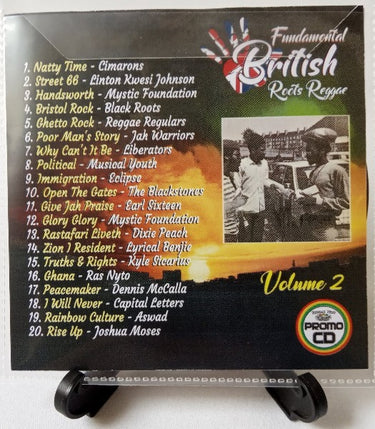 Fundamental
British
Roots Reggae
1. Natty Time - Cimarons
2. Street 66 - Linton Kwesi Johnson
3. Handsworth - Mystic Foundation
4. Bristol Rock - Black Roots
5. Ghetto Rock - Reggae Regulars
6. Poor Man's Story - Jah Warriors
7. Why Can't It Be - Liberators
8. Political - Musical Youth
9. Immigration - Eclipse
10. Open The Gates - The Blackstones
11. Give Jah Praise - Earl Sixteen
12. Glory Glory - Mystic Foundation
13. Rastafari Liveth - Dixie Peach
14. Zion I Resident - Lyrical Benjie
15. Truths & Rights - Kyle Sicarius
16. Ghana - Ras Nyto
17. Peacemaker - Dennis McCalla
18. I Will Never - Capital Letters
19. Rainbow Culture - Aswad
20. Rise Up - Joshua Moses
Volume 2
PROMO
CD